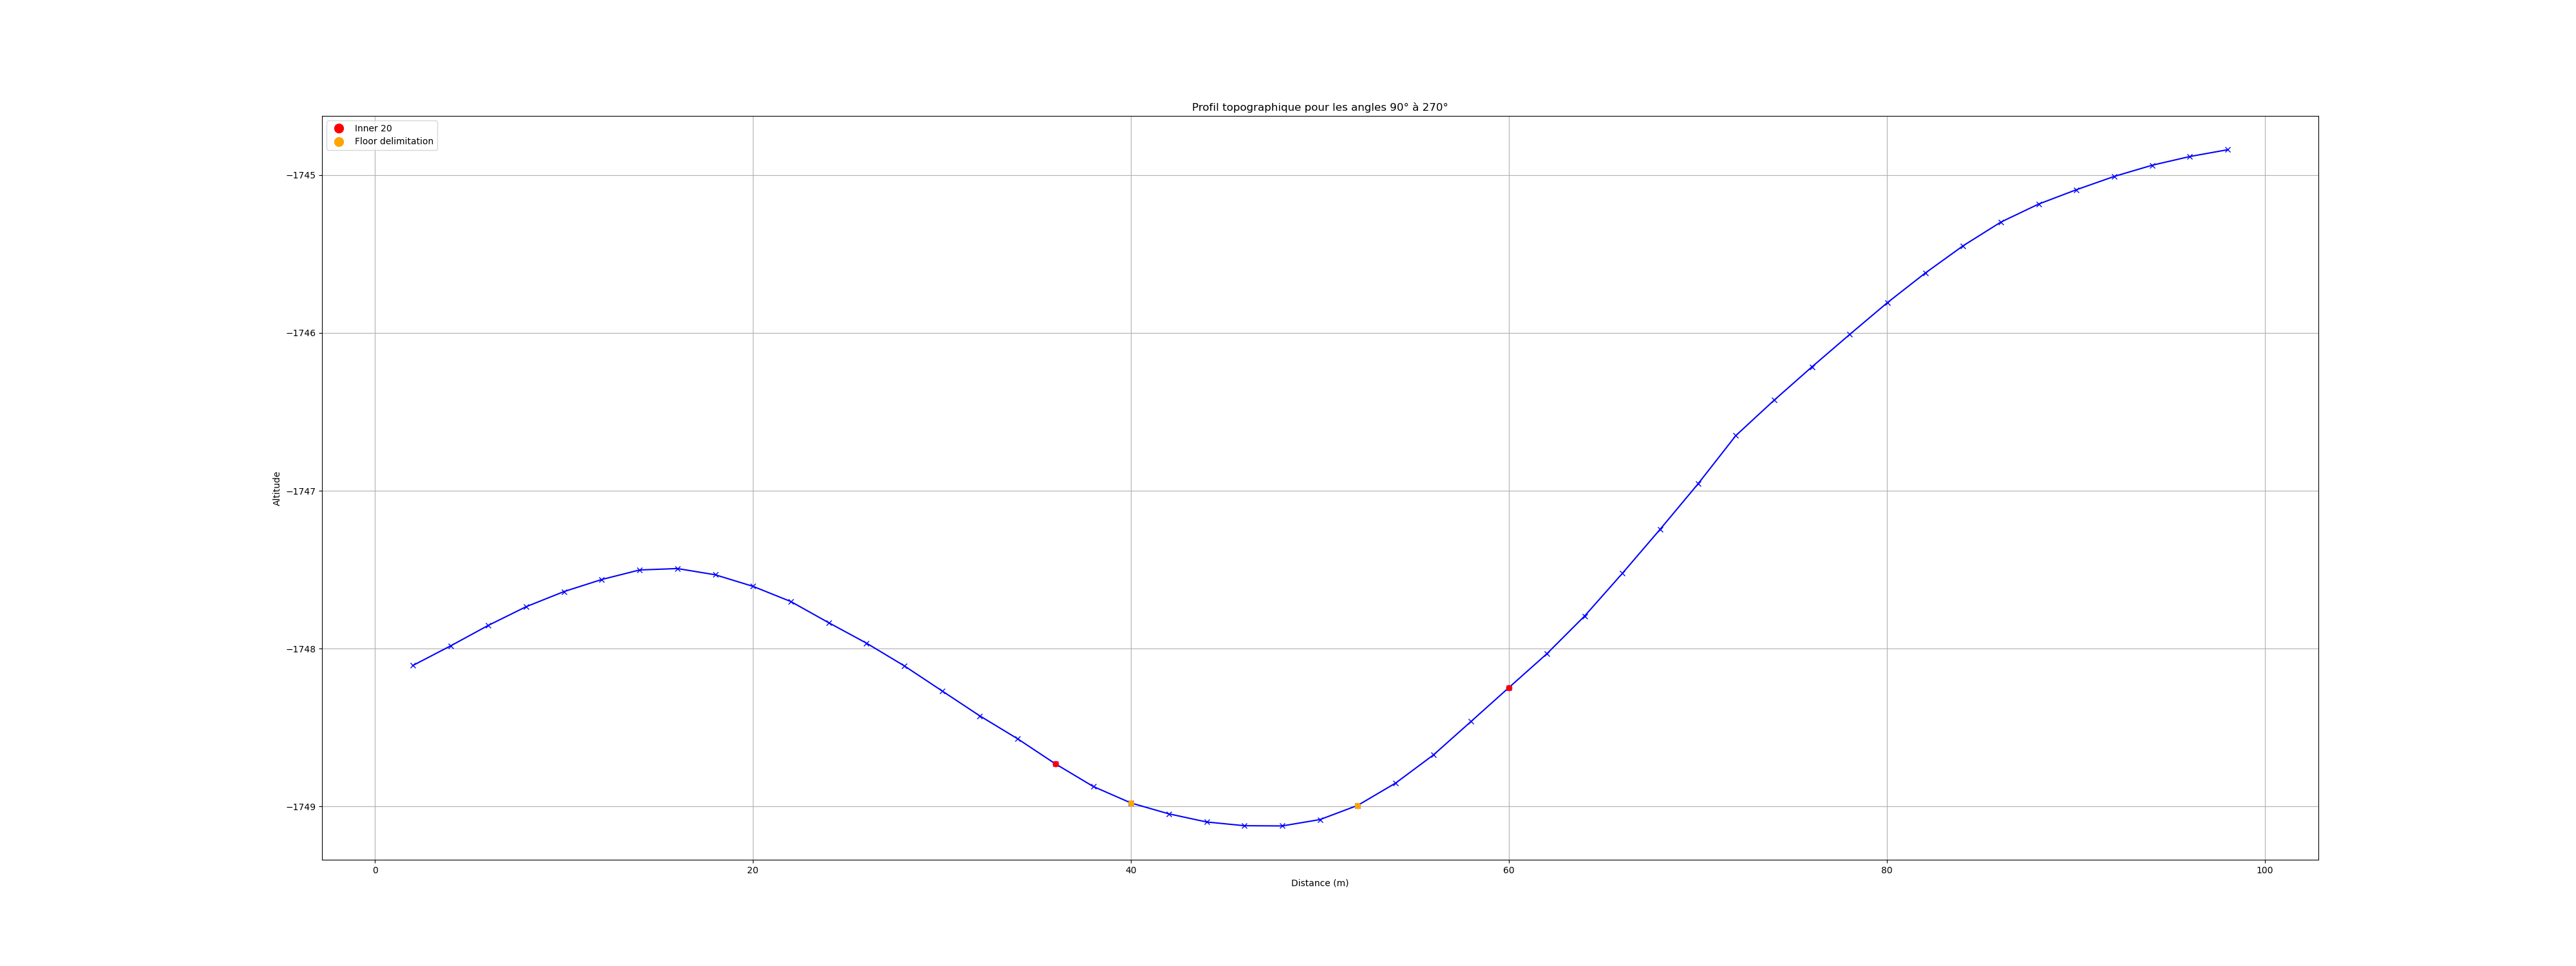 Profil topographique pour les angles 90° à 270°
Inner 20
Floor delimitation
−1745
−1746
−1747
−1748
−1749
Altitude
0
20
40
60
80
100
Distance (m)